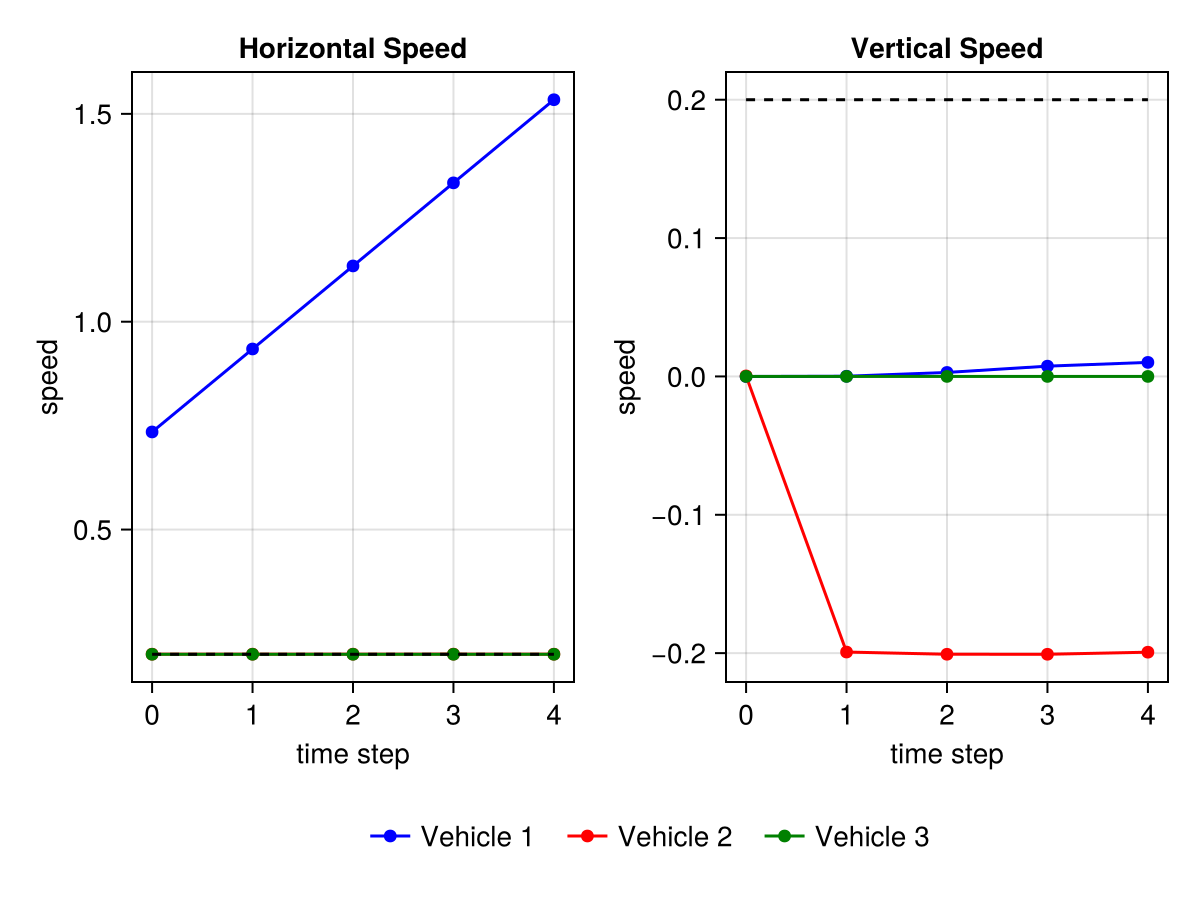 Horizontal Speed
1.5
1.0
0.5
speed
0 1 2 3 4
time step
Vertical Speed
0.2
0.1
0.0
−0.1
−0.2
speed
0 1 2 3 4
time step
Vehicle 1 Vehicle 2 Vehicle 3